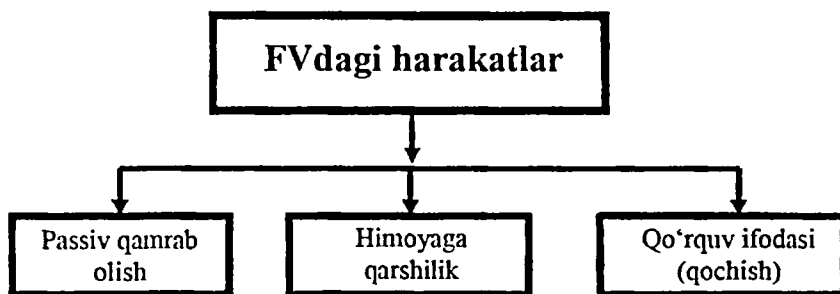 FVdagi harakatlar
Passiv qamrab
olish
Himoyaga
qarshilik
Qo‘rquv ifodasi
(qochish)